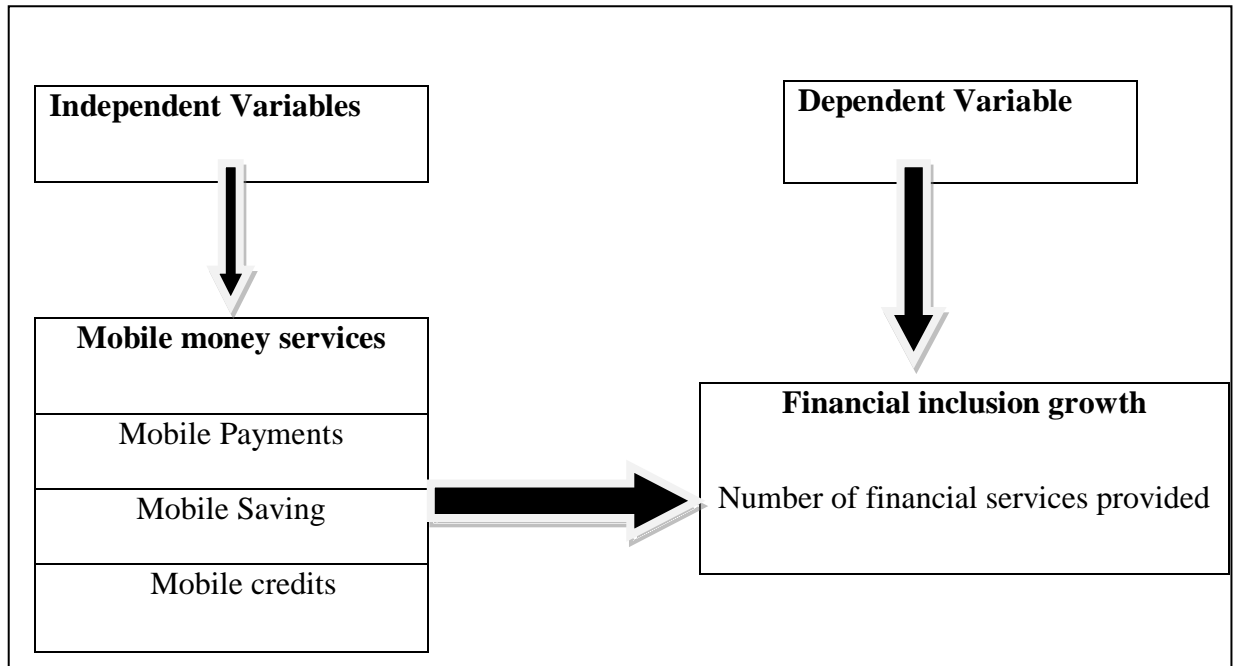 Independent Variables
Dependent Variable
Mobile money services
Mobile Payments
Mobile Saving
Mobile credits
Financial inclusion growth
Number of financial services provided